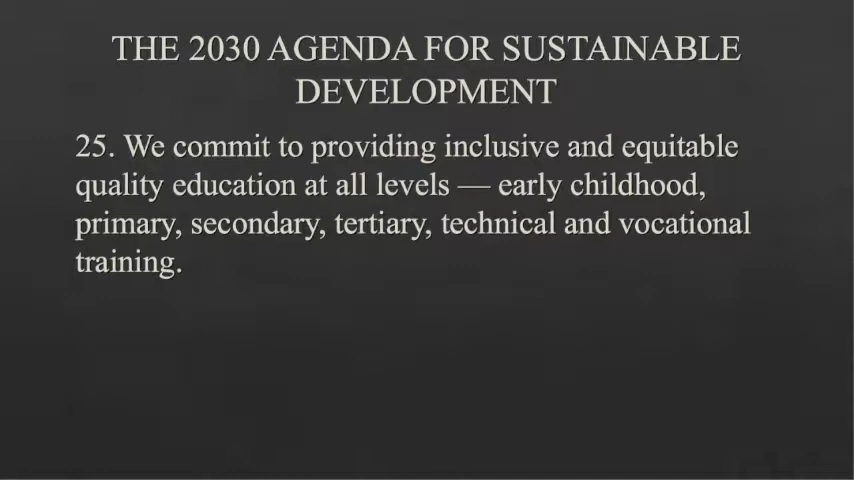 THE 2030 AGENDA FOR SUSTAINABLE
DEVELOPMENT
25. We commit to providing inclusive and equitable
quality education at all levels — early childhood,
primary, secondary, tertiary, technical and vocational
training.